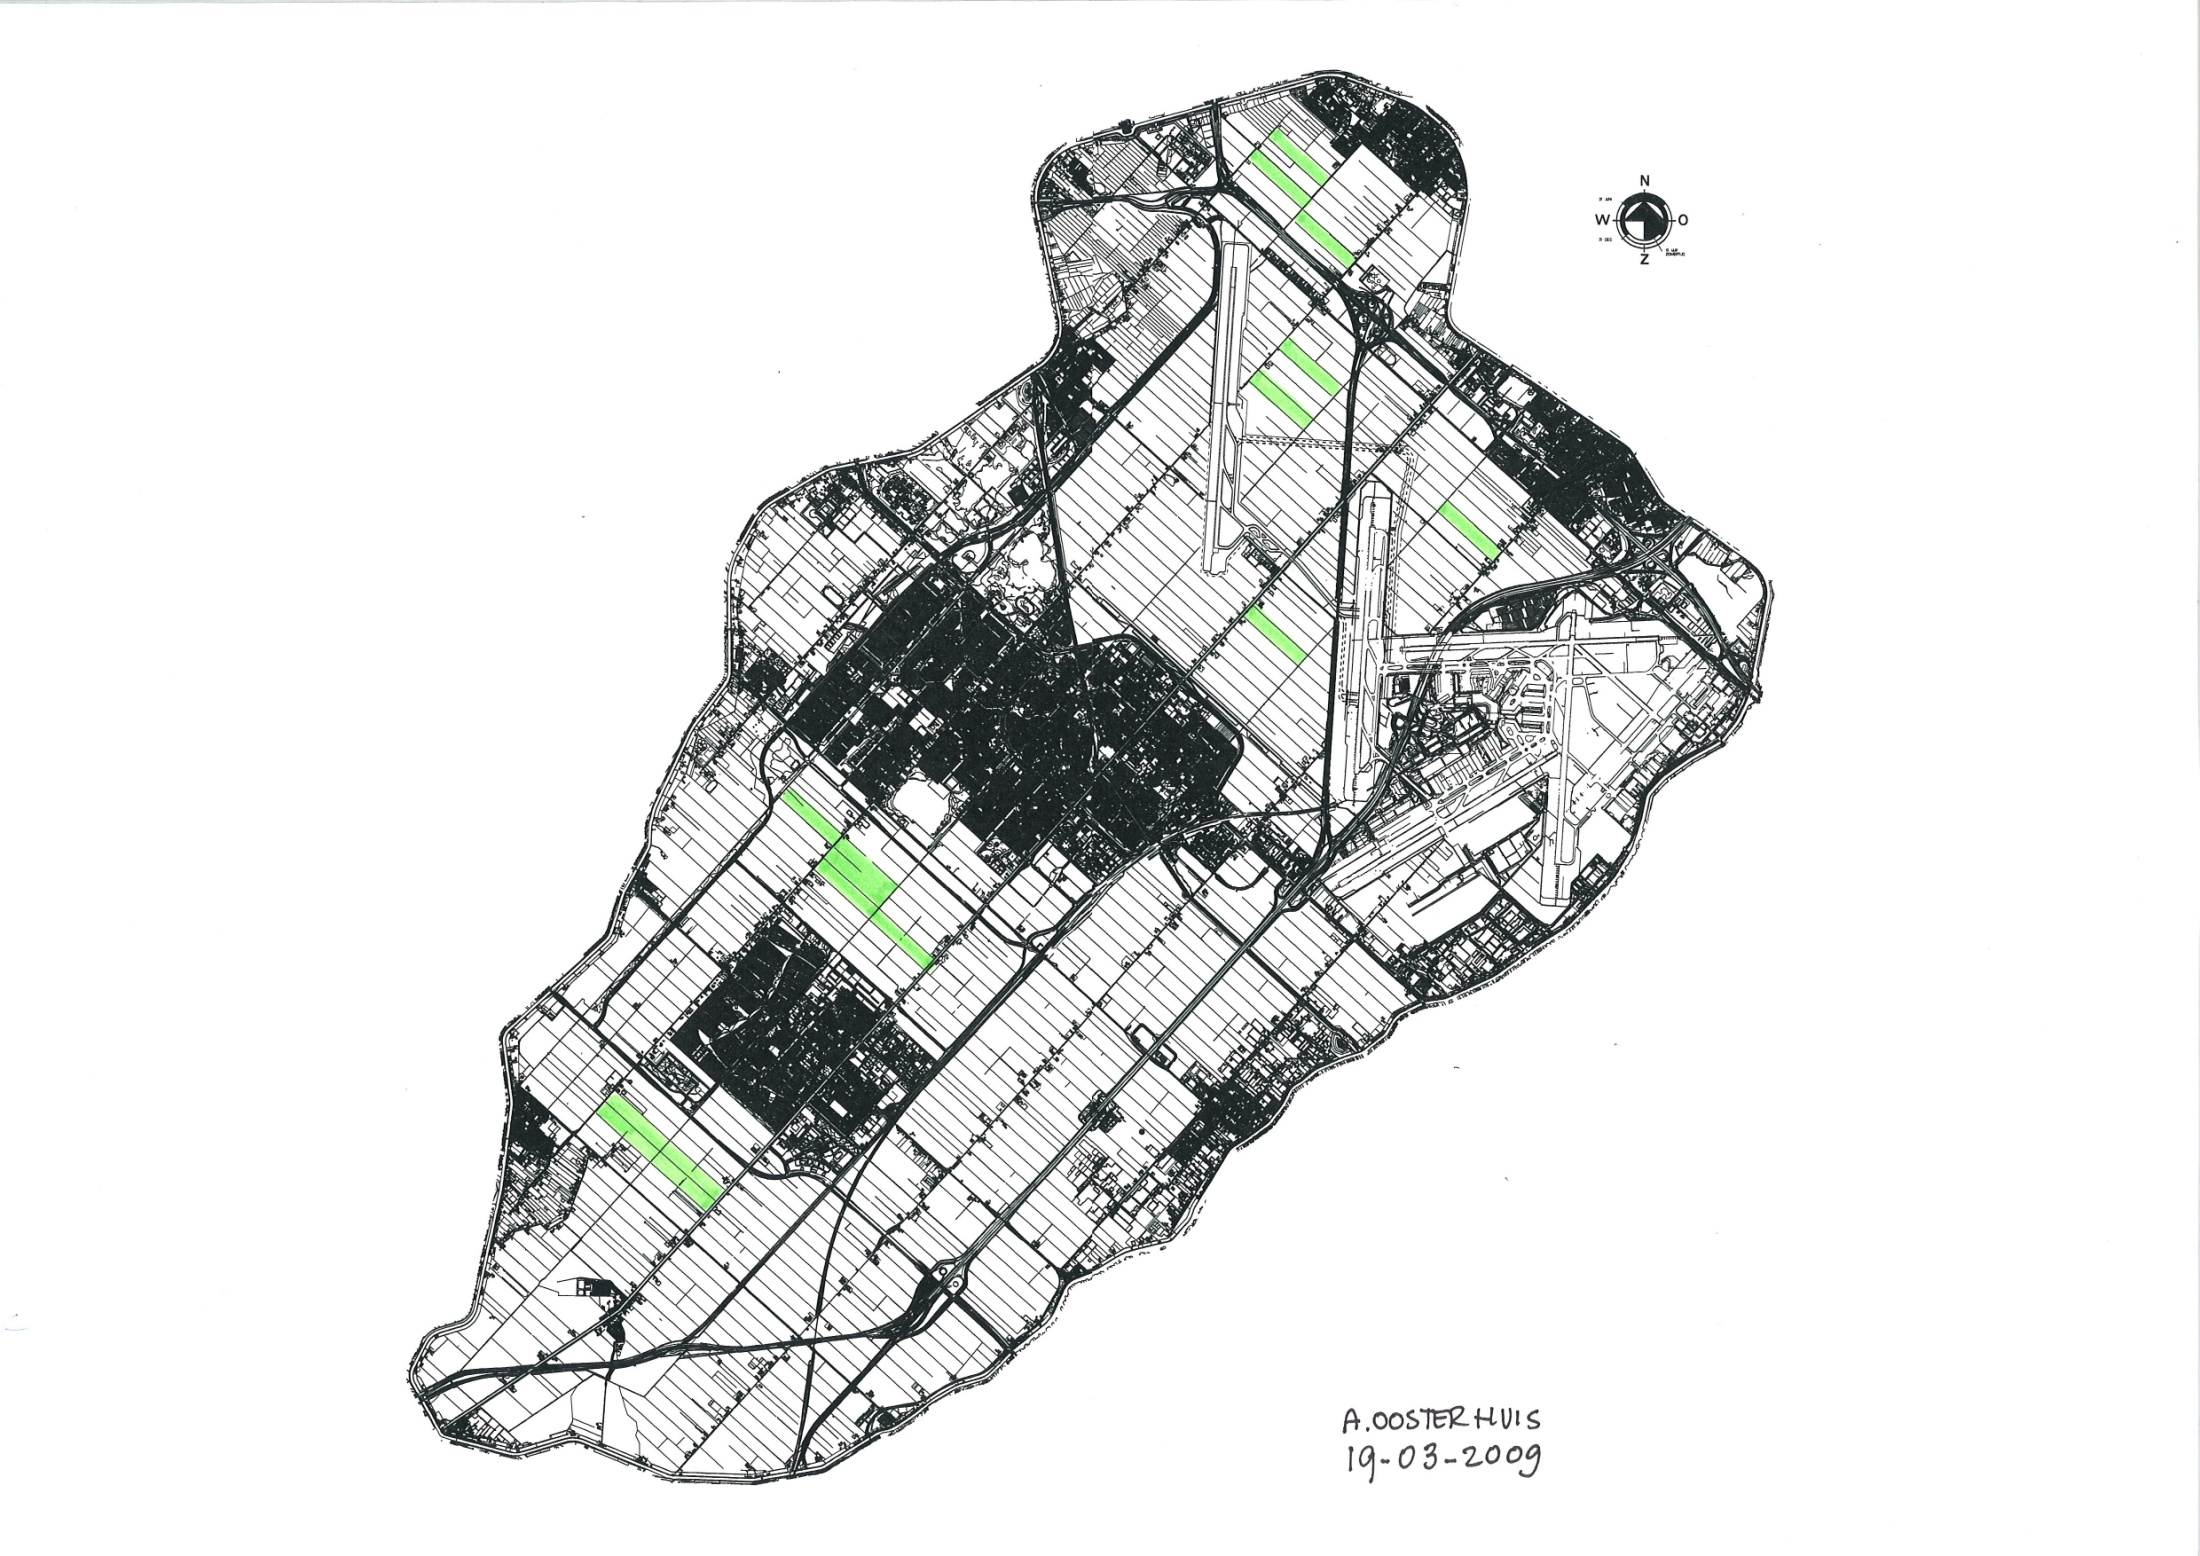 N
W O
Z
A. OOSTERHUIS
19-03-2009